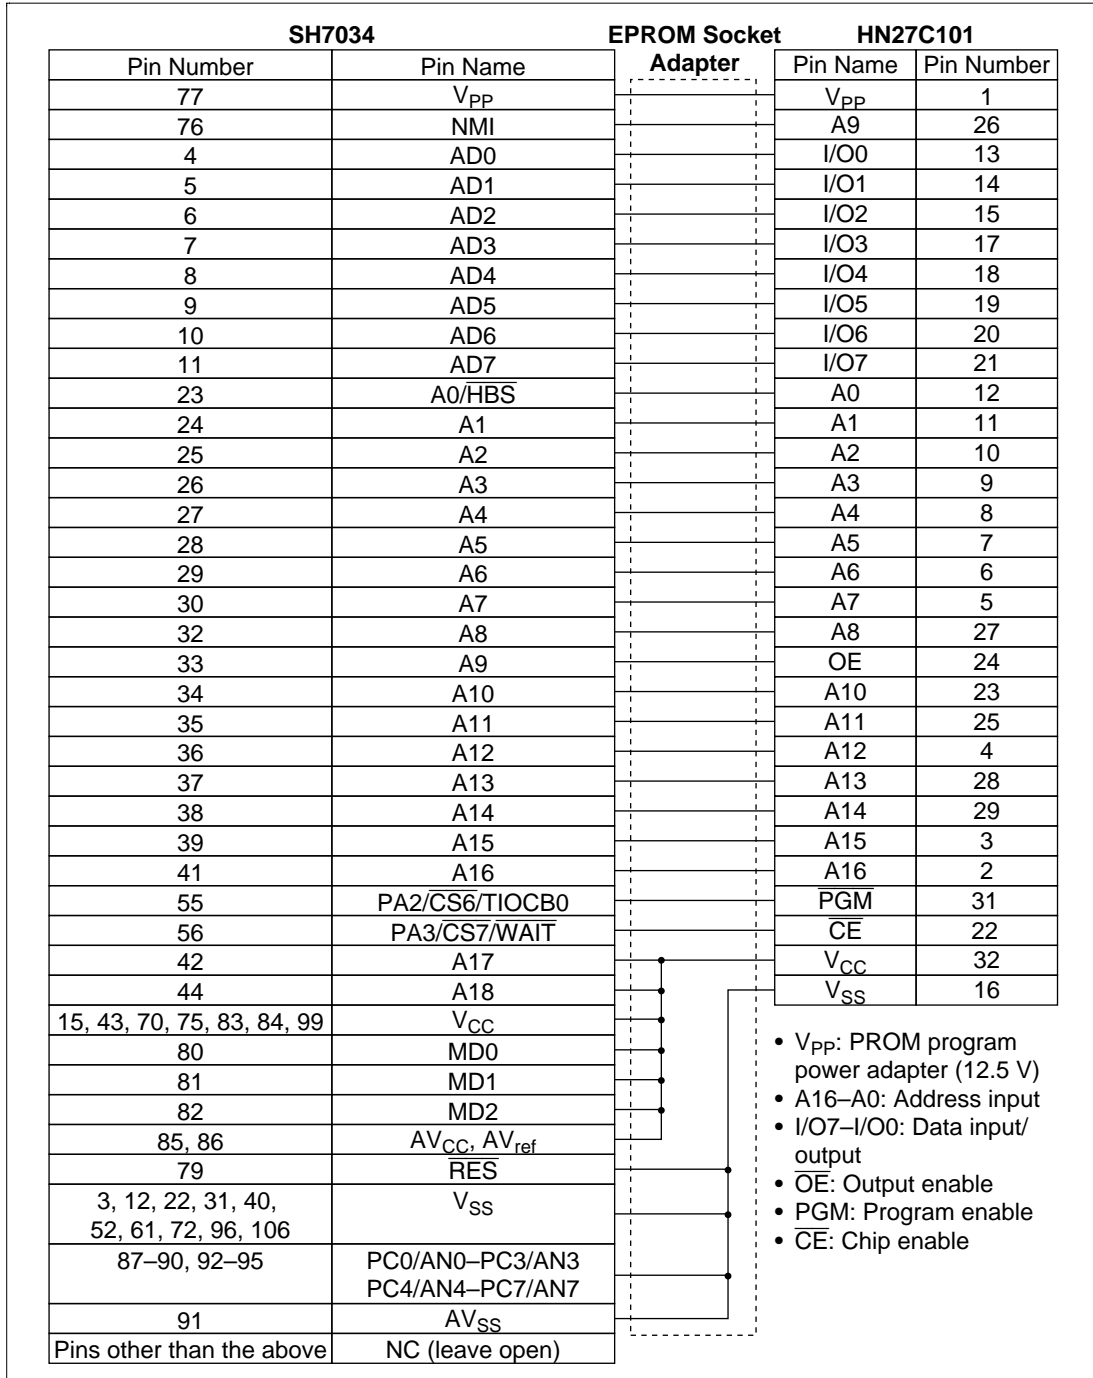 SH7034 EPROM Socket Adapter HN27C101
Pin Number Pin Name Pin Name Pin Number
77 VPP VPP 1
76 NMI A9 26
4 AD0 I/O0 13
5 AD1 I/O1 14
6 AD2 I/O2 15
7 AD3 I/O3 17
8 AD4 I/O4 18
9 AD5 I/O5 19
10 AD6 I/O6 20
11 AD7 I/O7 21
23 A0/H̅B̅S̅ A0 12
24 A1 A1 11
25 A2 A2 10
26 A3 A3 9
27 A4 A4 8
28 A5 A5 7
29 A6 A6 6
30 A7 A7 5
32 A8 A8 27
33 A9 OE 24
34 A10 A10 23
35 A11 A11 25
36 A12 A12 4
37 A13 A13 28
38 A14 A14 29
39 A15 A15 3
41 A16 A16 2
55 PA2/C̅S̅6̅/TIOCB0 P̅G̅M̅ 31
56 PA3/C̅S̅7̅/W̅A̅I̅T̅ C̅E̅ 22
42 A17 VCC 32
44 A18 VSS 16
15, 43, 70, 75, 83, 84, 99 VCC
80 MD0
81 MD1
82 MD2
85, 86 AVCC, AVref
79 R̅E̅S̅
3, 12, 22, 31, 40, VSS
52, 61, 72, 96, 106
87–90, 92–95 PC0/AN0–PC3/AN3
PC4/AN4–PC7/AN7
91 AVSS
Pins other than the above NC (leave open)
• VPP: PROM program
power adapter (12.5 V)
• A16–A0: Address input
• I/O7–I/O0: Data input/
output
• O̅E̅: Output enable
• PGM: Program enable
• C̅E̅: Chip enable